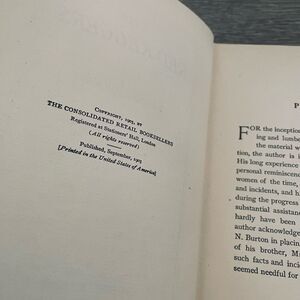 COPYRIGHT, 1905, BY
THE CONSOLIDATED RETAIL BOOKSELLERS
Registered at Stationers' Hall, London
(All rights reserved)
Published, September, 1905
[Printed in the United States of America]
P
FOR the inception
ing and lumb
the material w
tion, the author is i
His long experience
personal reminiscen
women of the time,
and incidents, and h
during the progress
substantial assistanc
hardly have been
author acknowledge
N. Burton in placin
of his brother, M
such facts and incid
seemed needful for